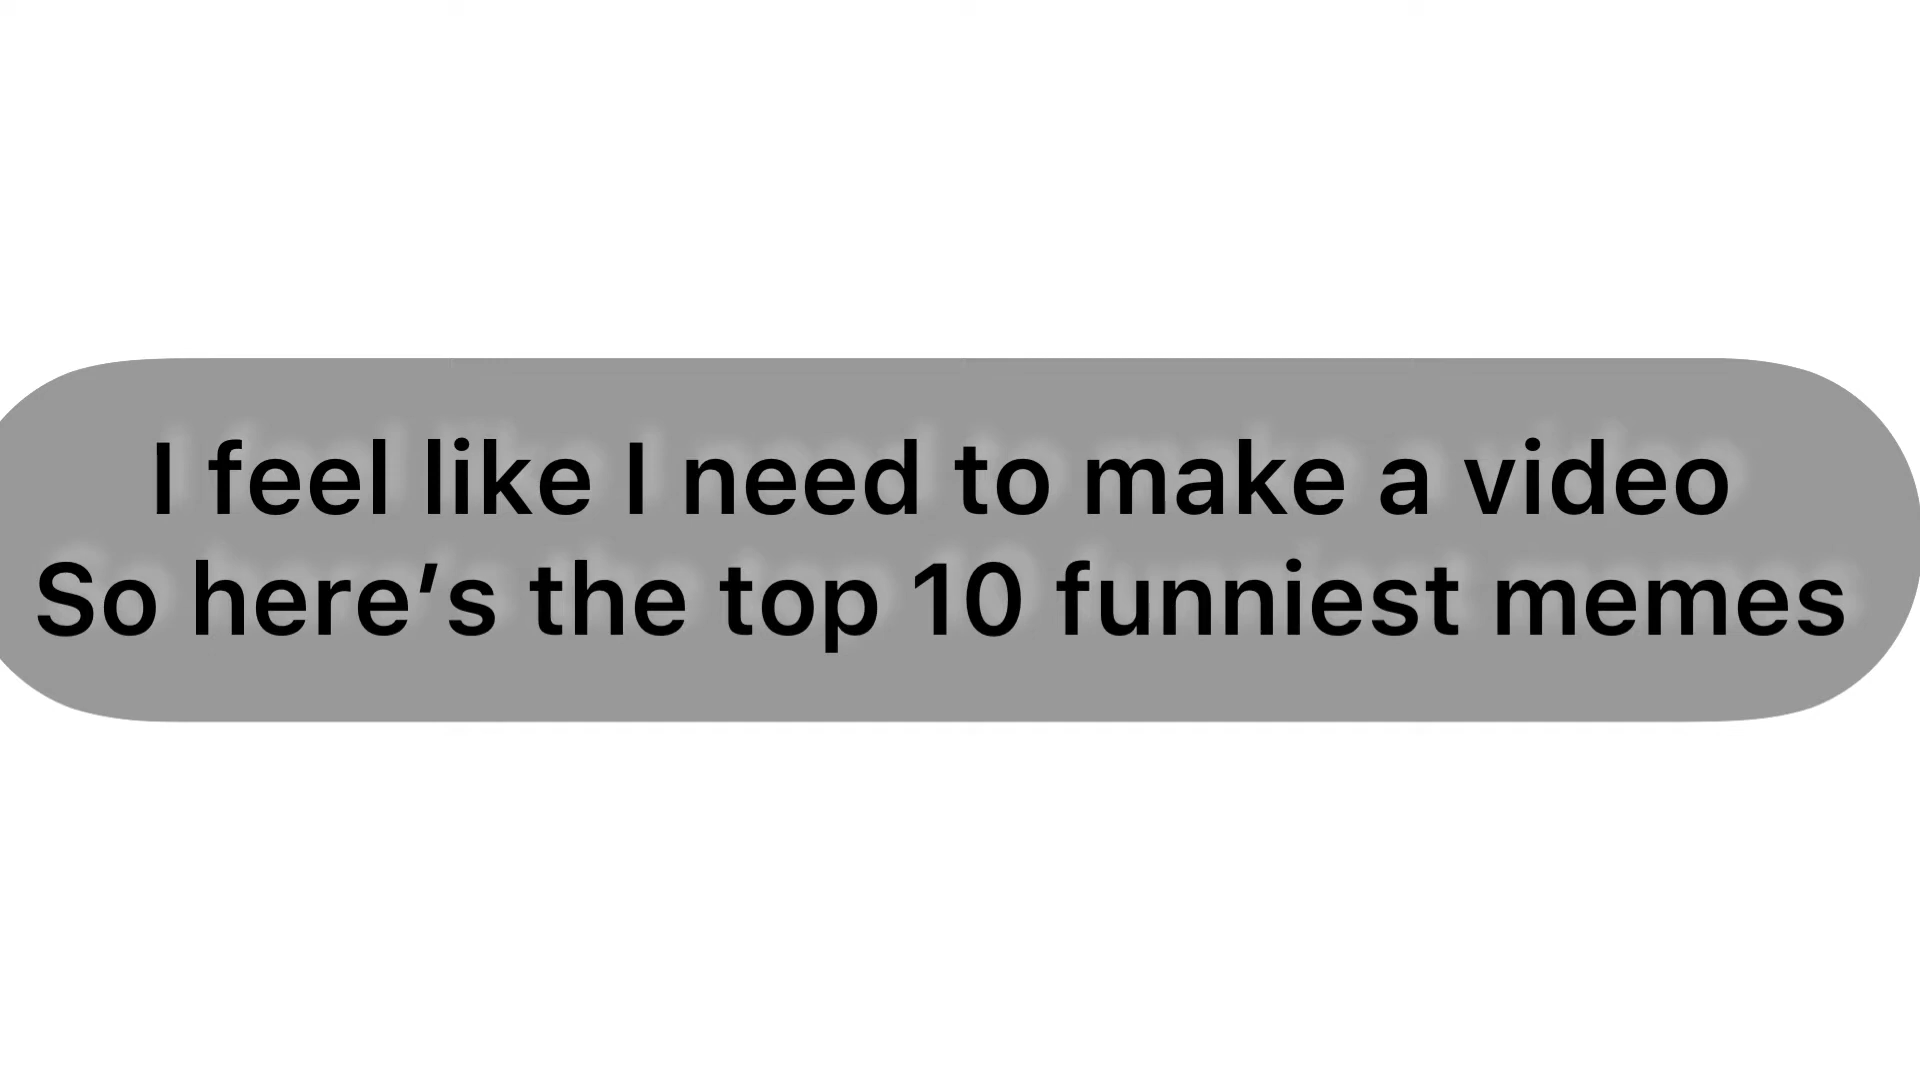 I feel like I need to make a video
So here’s the top 10 funniest memes